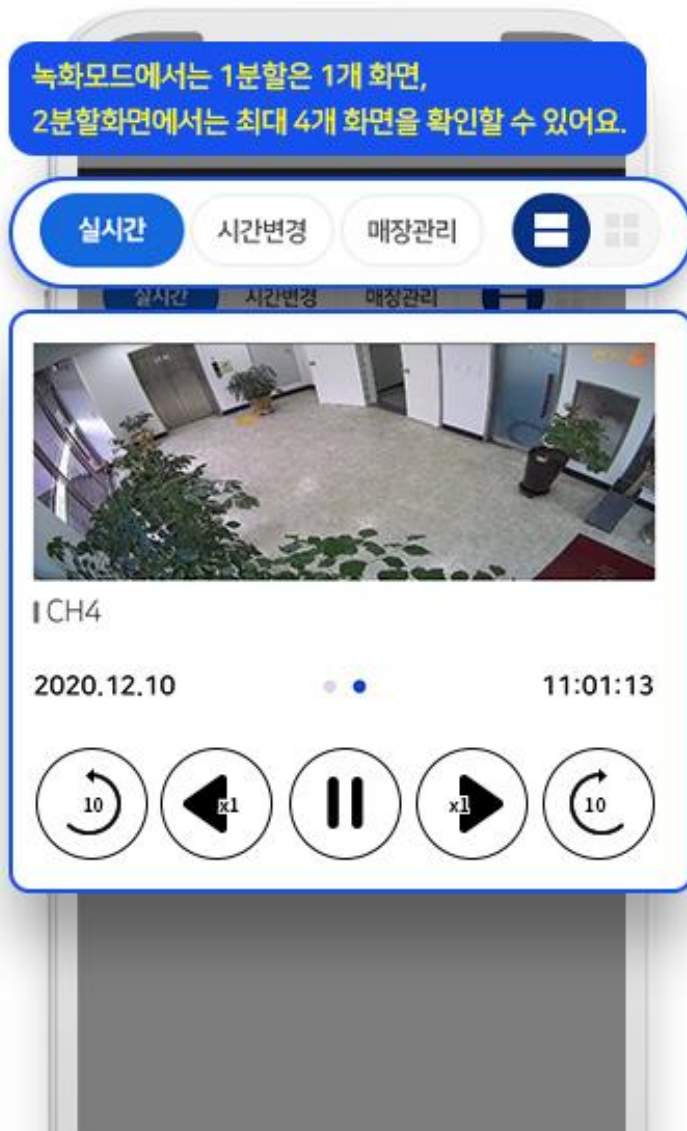 녹화모드에서는 1분할은 1개 화면,
2분할화면에서는 최대 4개 화면을 확인할 수 있어요.
실시간 시간변경 매장관리
실시간 시간변경 매장관리
CH4
2020.12.10 11:01:13
10 x1 x1 10